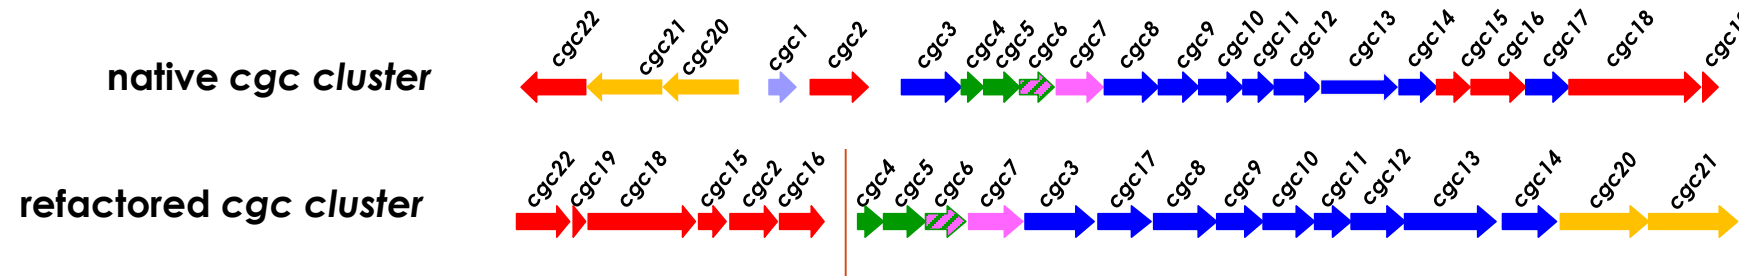 native cgc cluster
cgc22 cgc21 cgc20 cgc1 cgc2 cgc3 cgc4 cgc5 cgc6 cgc7 cgc8 cgc9 cgc10 cgc11 cgc12 cgc13 cgc14 cgc15 cgc16 cgc17 cgc18
refactored cgc cluster
cgc22 cgc19 cgc18 cgc15 cgc2 cgc16 cgc4 cgc5 cgc6 cgc7 cgc3 cgc17 cgc8 cgc9 cgc10 cgc11 cgc12 cgc13 cgc14 cgc20 cgc21